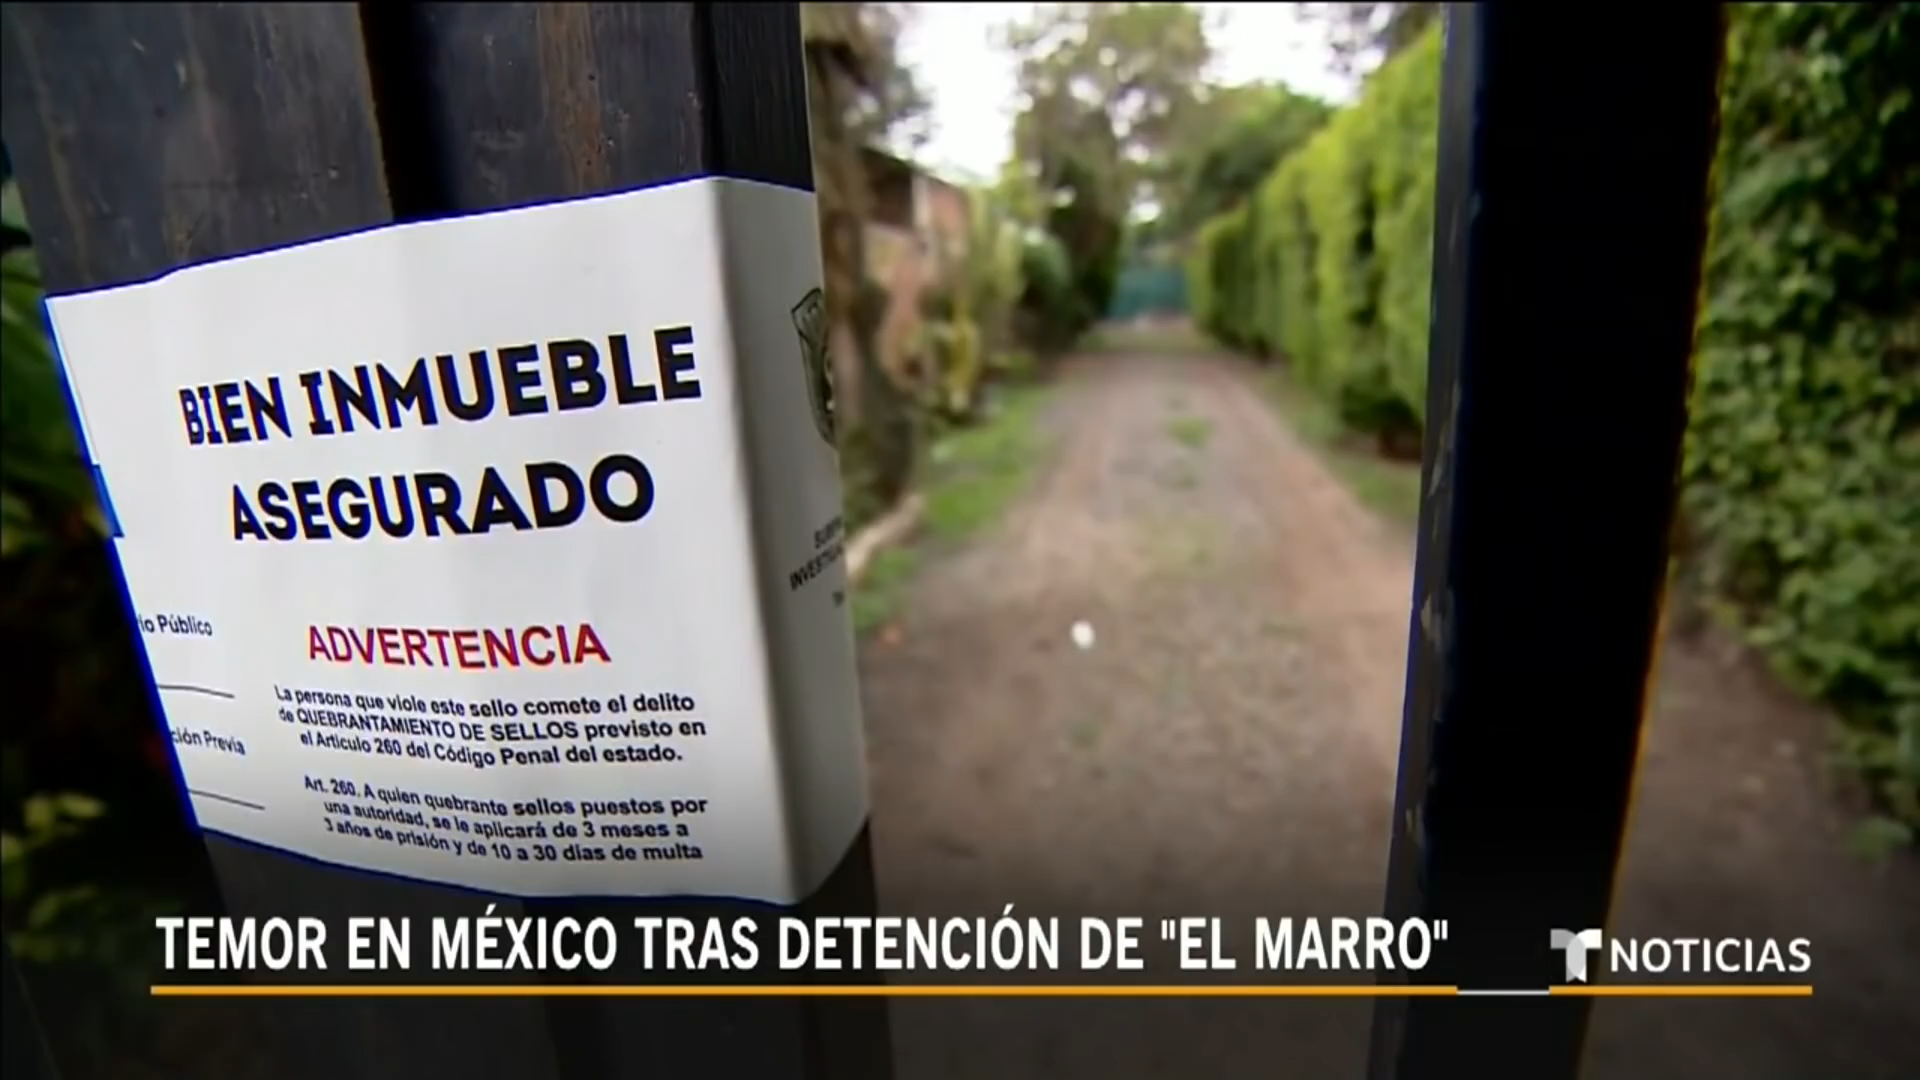 BIEN INMUEBLE
ASEGURADO
Público
ADVERTENCIA
La persona que viole este sello comete el delito
de QUEBRANTAMIENTO DE SELLOS previsto en
el Articulo 260 del Código Penal del estado.
Previa
Art. 260. A quien quebrante sellos puestos por
una autoridad, se le aplicará de 3 meses a
3 años de prisión y de 10 a 30 días de multa
TEMOR EN MÉXICO TRAS DETENCIÓN DE "EL MARRO"
NOTICIAS